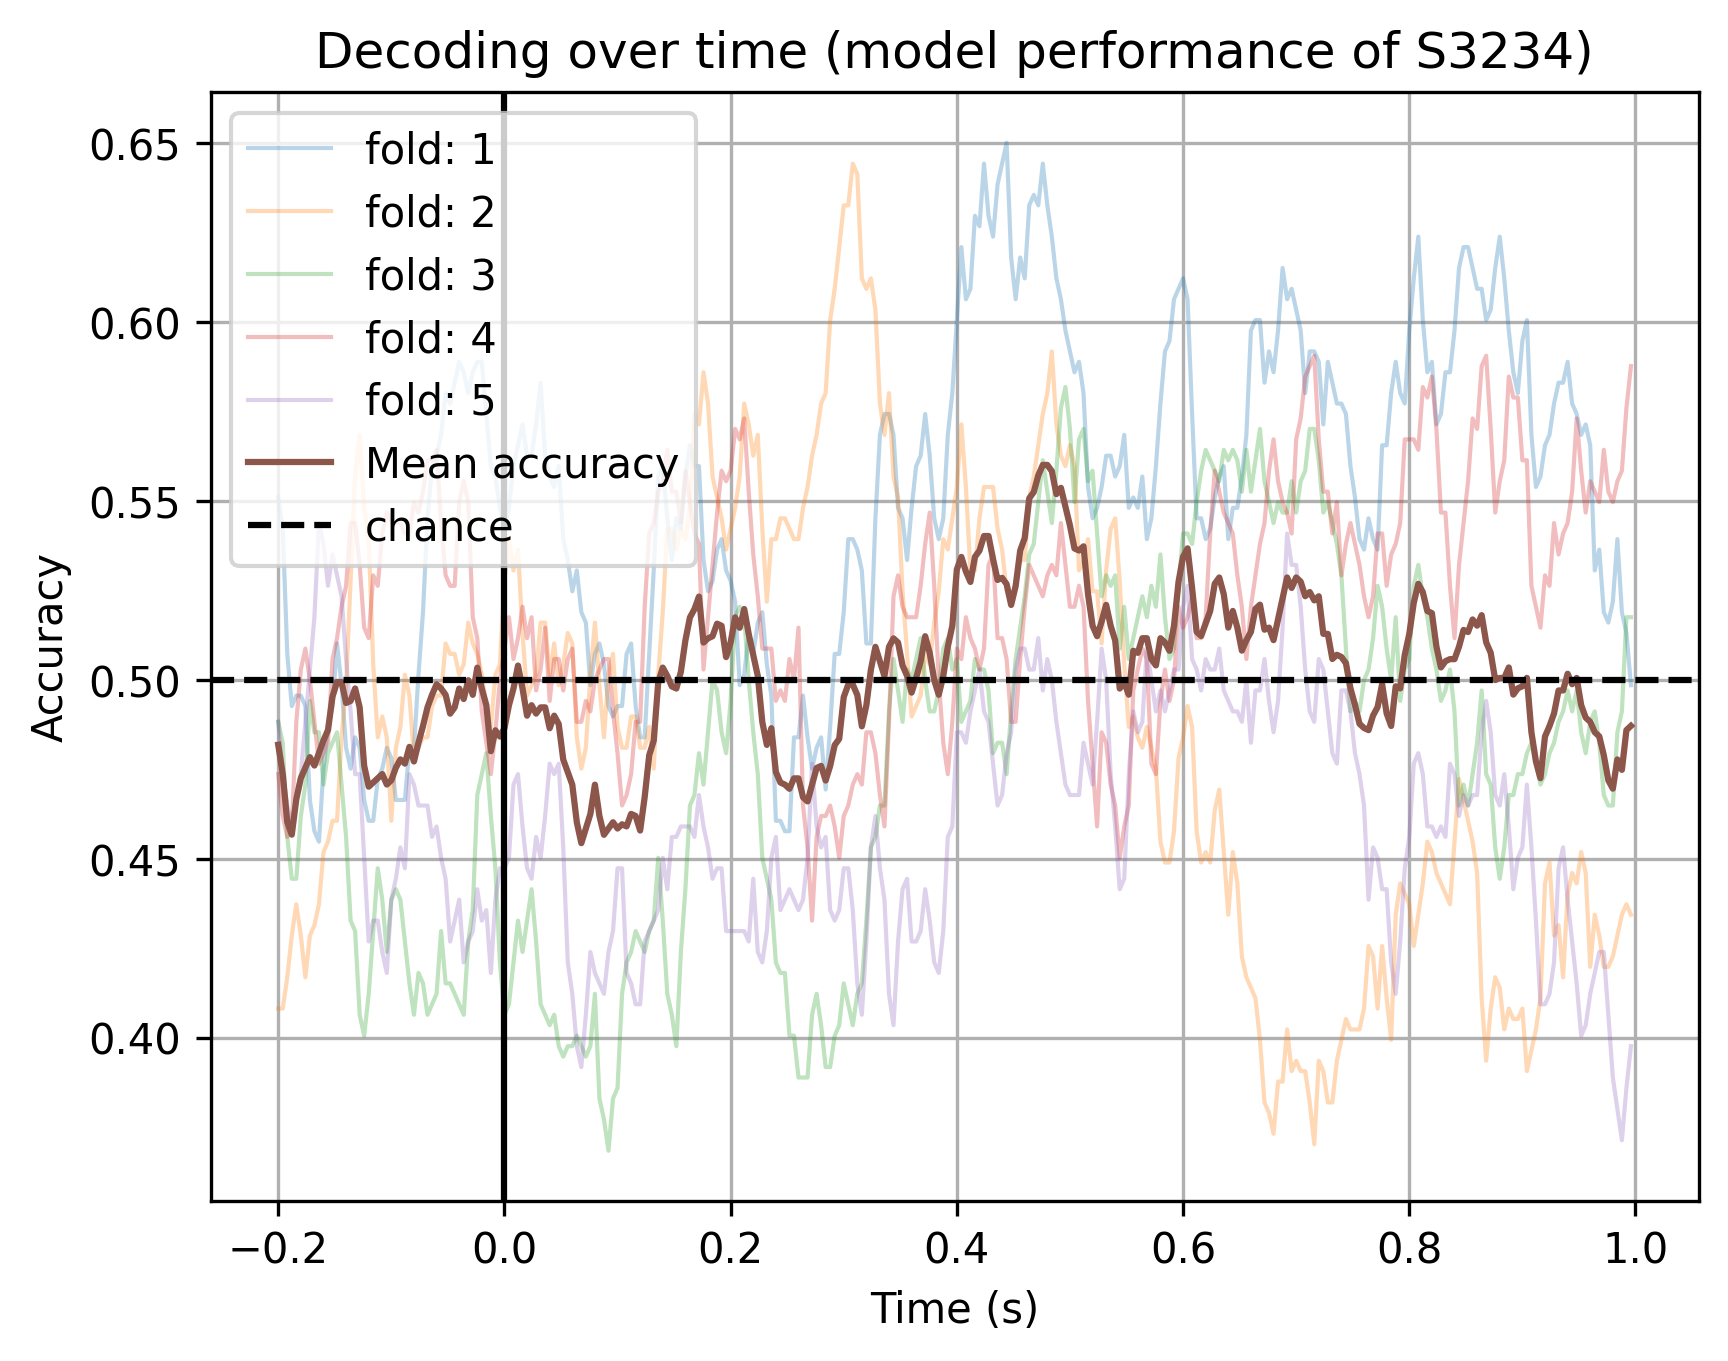 Decoding over time (model performance of S3234)
fold: 1
fold: 2
fold: 3
fold: 4
fold: 5
Mean accuracy
chance
Accuracy
0.65
0.60
0.55
0.50
0.45
0.40
−0.2 0.0 0.2 0.4 0.6 0.8 1.0
Time (s)